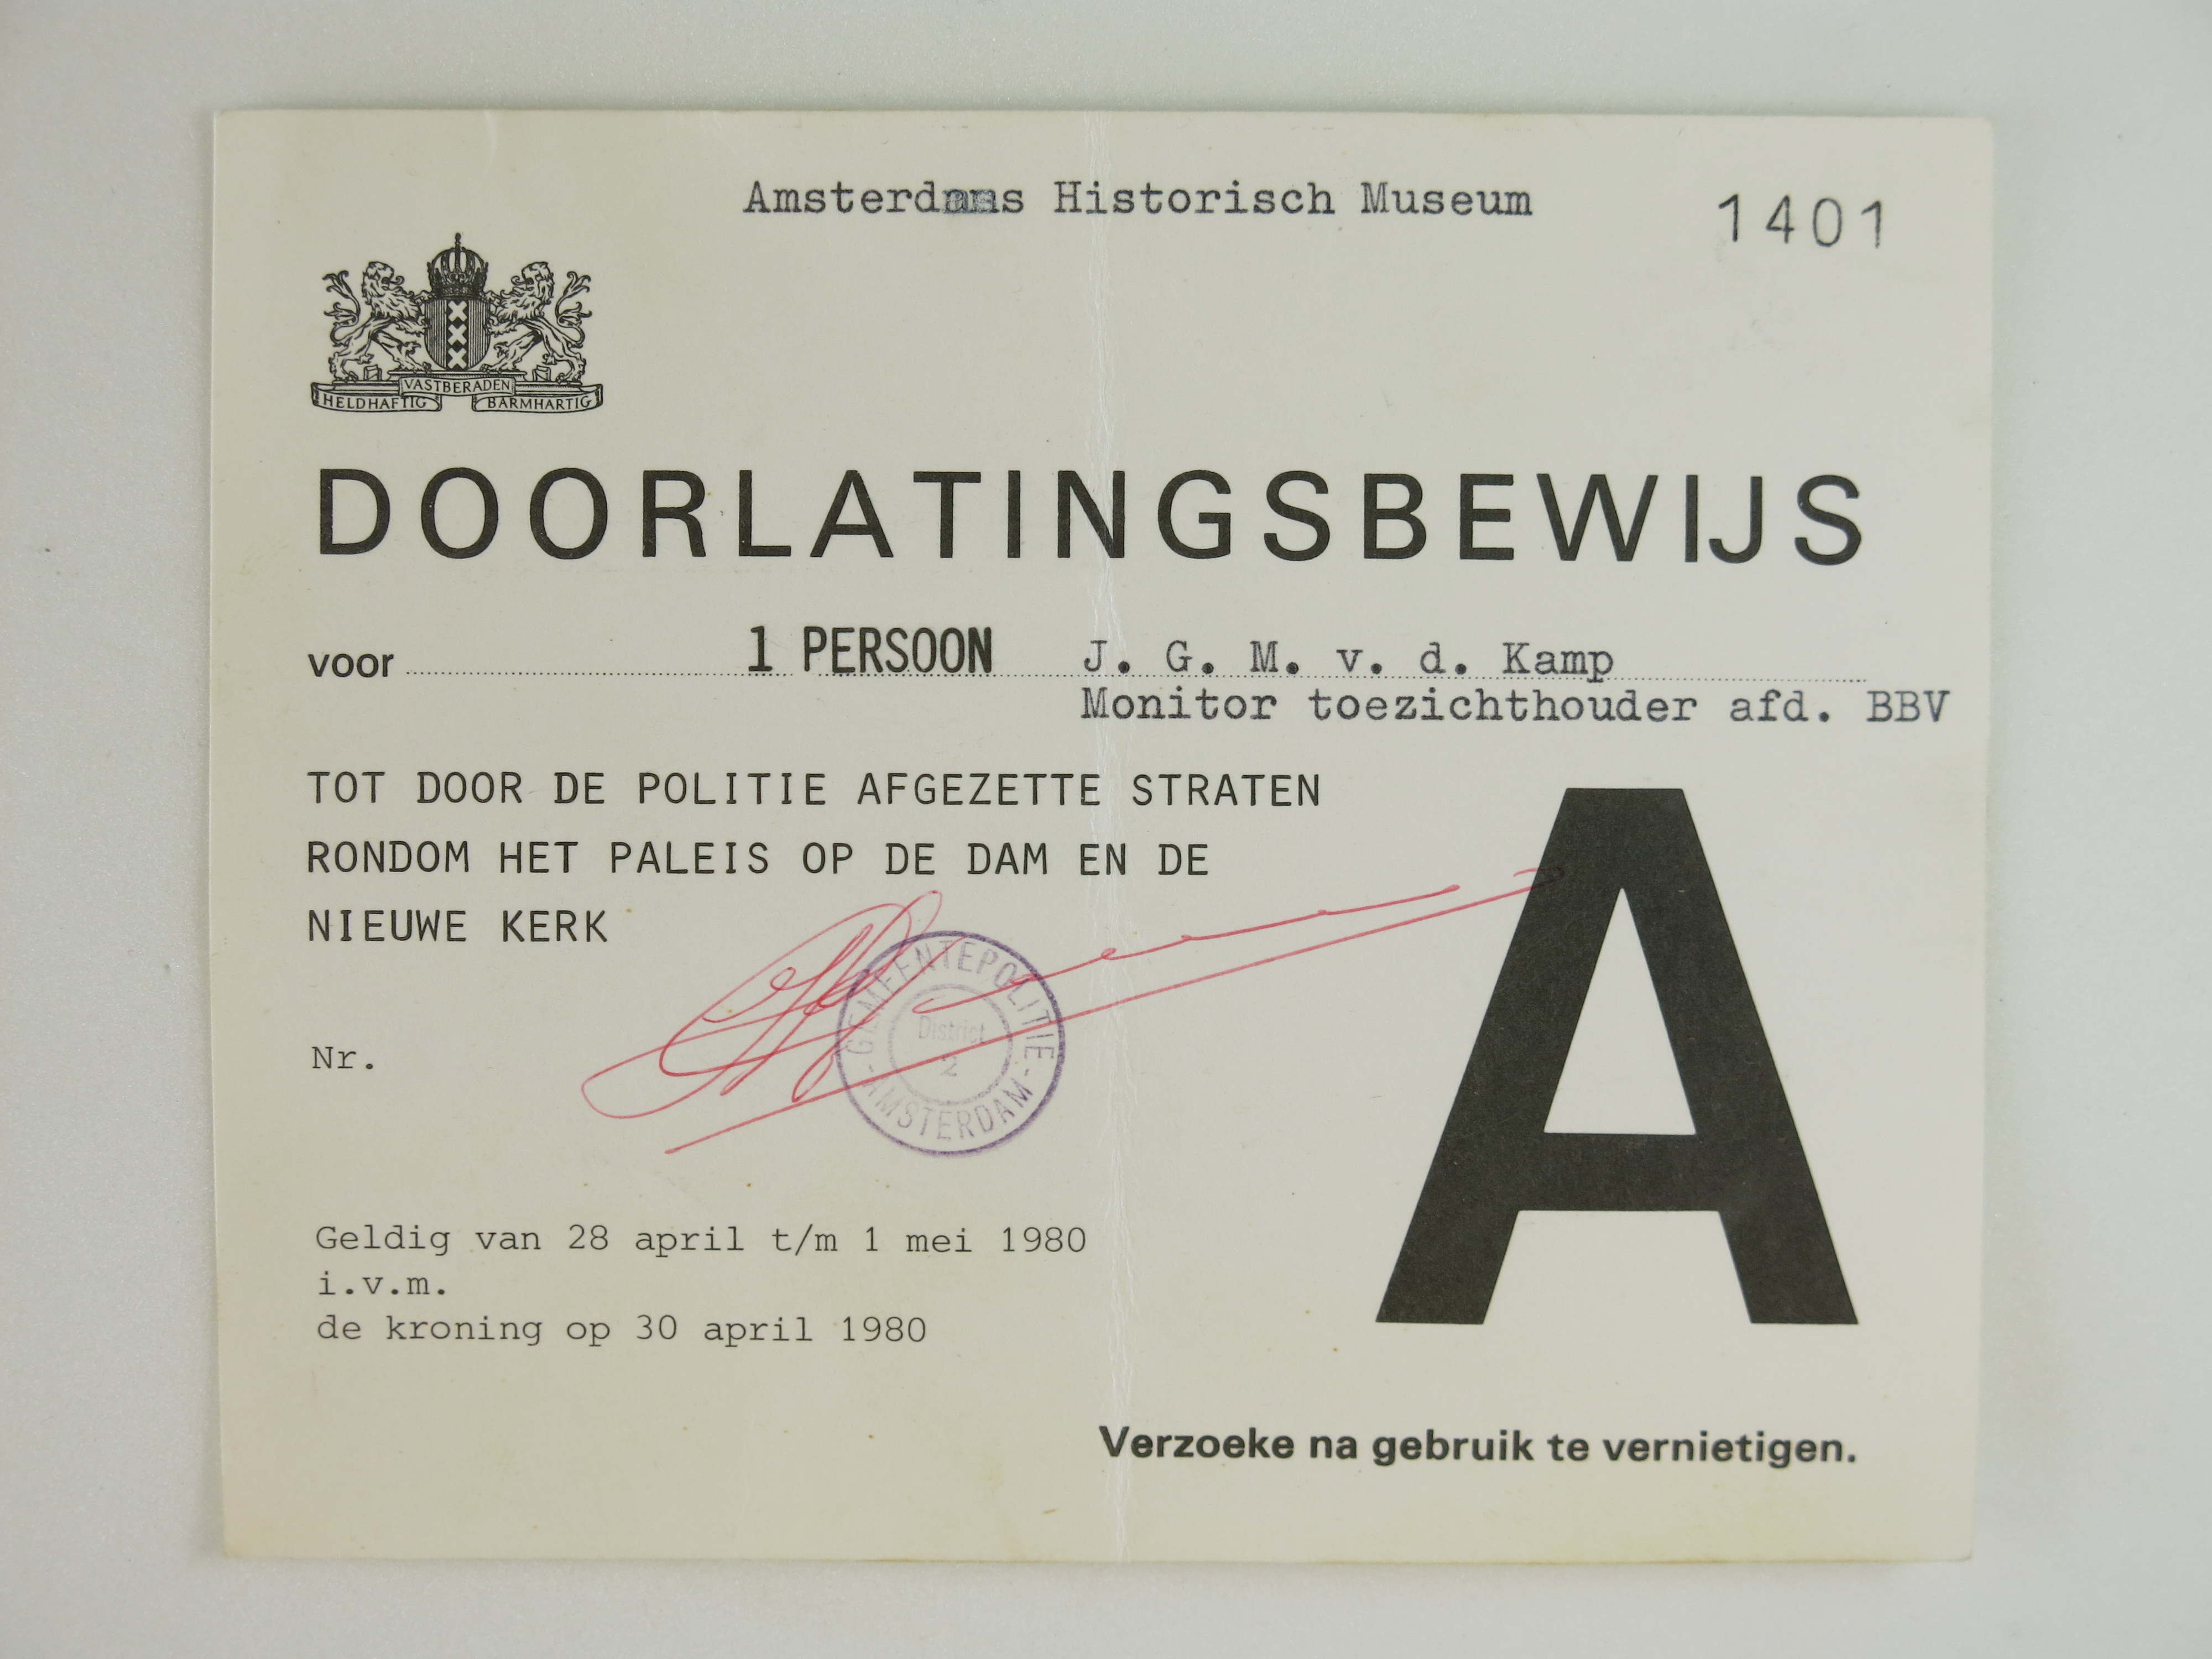 Amsterdams Historisch Museum
1401
VASTBERADEN
HELDHAFTIG BARMHARTIG
DOORLATINGSBEWIJS
voor 1 PERSOON J. G. M. v. d. Kamp
Monitor toezichthouder afd. BBV
TOT DOOR DE POLITIE AFGEZETTE STRATEN
RONDOM HET PALEIS OP DE DAM EN DE
NIEUWE KERK
A
GEMEENTEPOLITIE
District
2
-AMSTERDAM-
Nr.
Geldig van 28 april t/m 1 mei 1980
i.v.m.
de kroning op 30 april 1980
Verzoeke na gebruik te vernietigen.